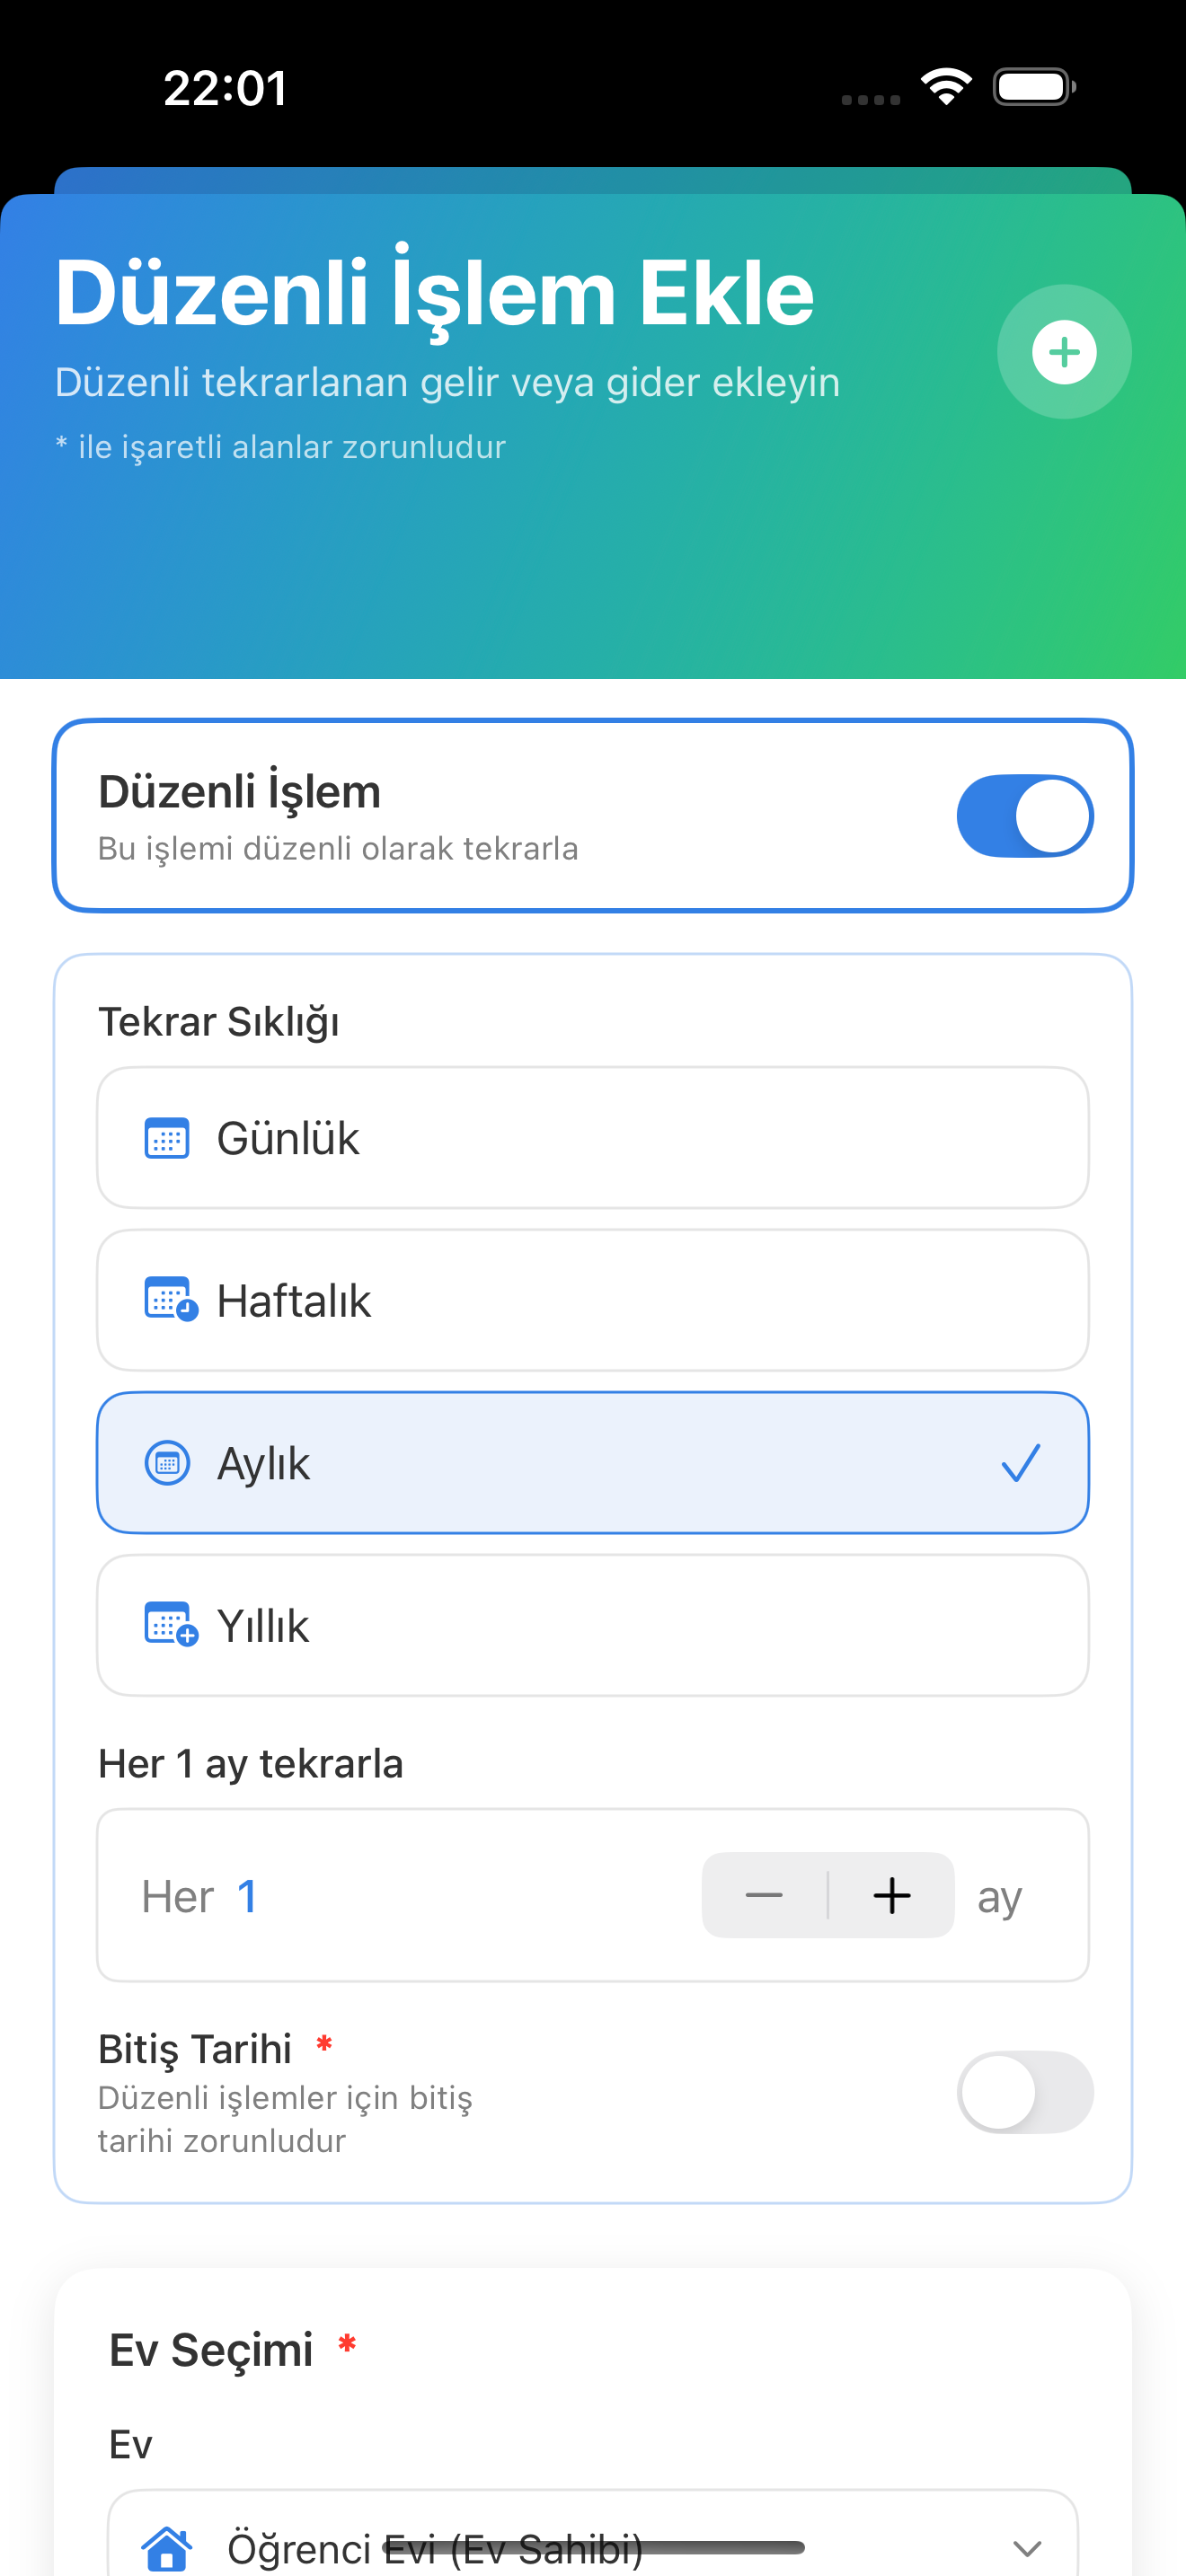 22:01
Düzenli İşlem Ekle
Düzenli tekrarlanan gelir veya gider ekleyin
* ile işaretli alanlar zorunludur
Düzenli İşlem
Bu işlemi düzenli olarak tekrarla
Tekrar Sıklığı
Günlük
Haftalık
Aylık
Yıllık
Her 1 ay tekrarla
Her 1 ay
Bitiş Tarihi *
Düzenli işlemler için bitiş
tarihi zorunludur
Ev Seçimi *
Ev
Öğrenci Evi (Ev Sahibi)